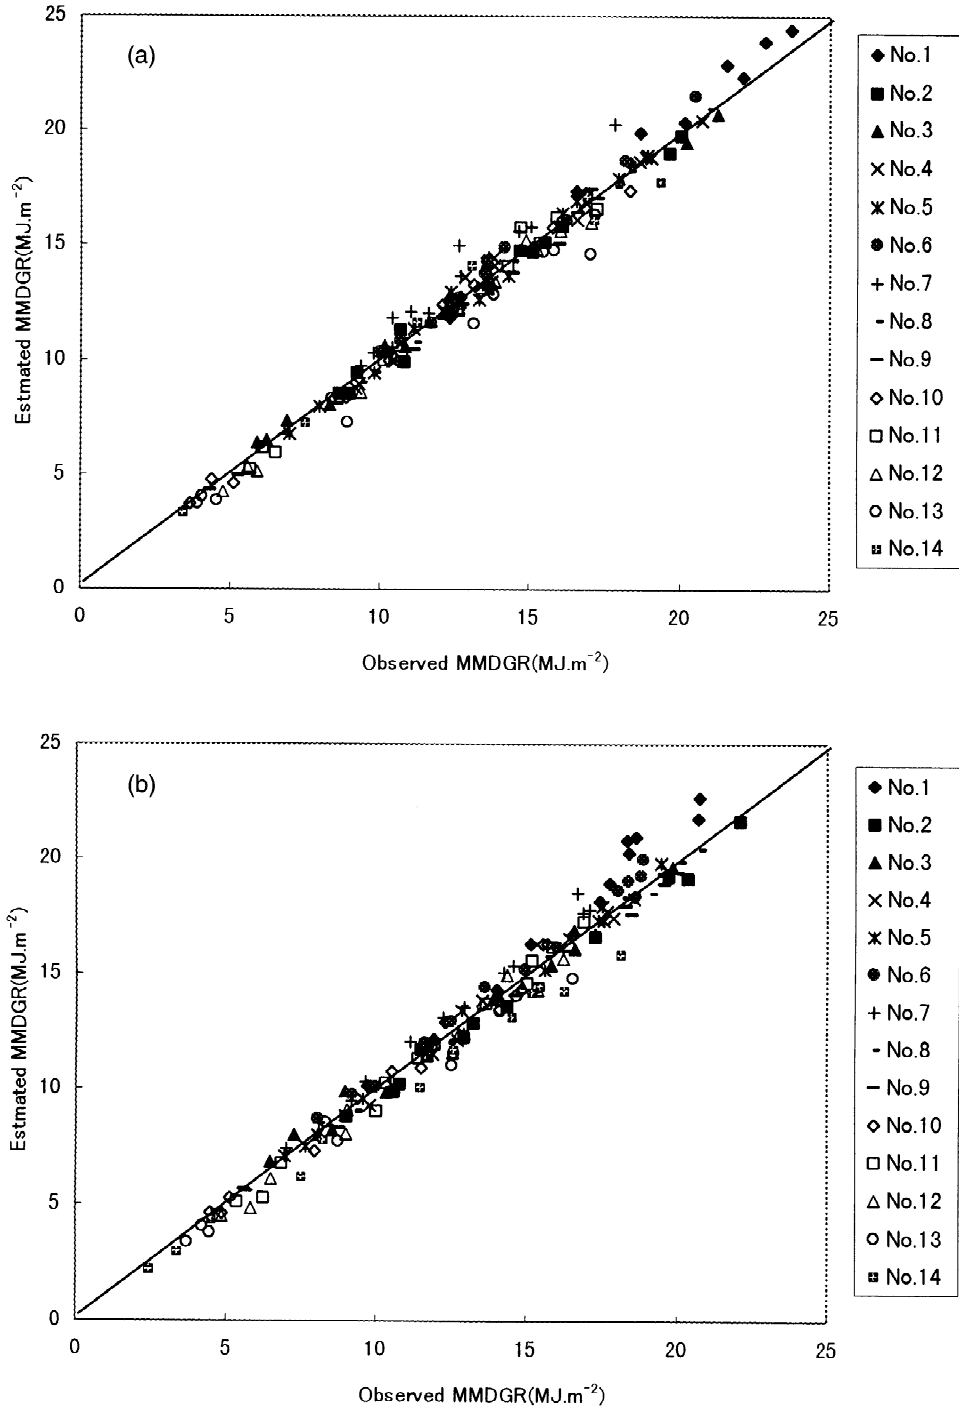 (a)
25
20
15
10
5
0
0 5 10 15 20 25
Estmated MMDGR(MJ.m⁻²)
Observed MMDGR(MJ.m⁻²)
No.1
No.2
No.3
No.4
No.5
No.6
No.7
No.8
No.9
No.10
No.11
No.12
No.13
No.14
(b)
25
20
15
10
5
0
0 5 10 15 20 25
Estmated MMDGR(MJ.m⁻²)
Observed MMDGR(MJ.m⁻²)
No.1
No.2
No.3
No.4
No.5
No.6
No.7
No.8
No.9
No.10
No.11
No.12
No.13
No.14